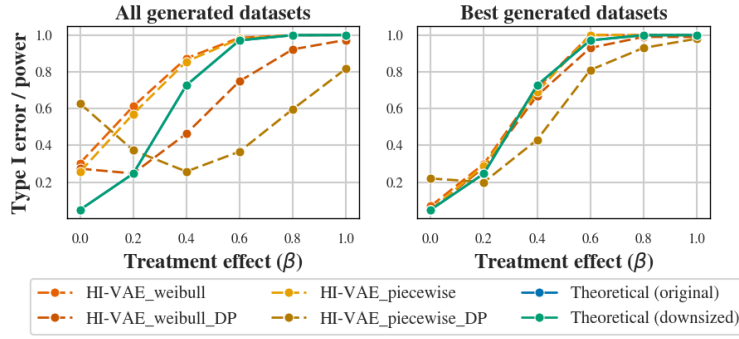 All generated datasets
Best generated datasets
Type I error / power
1.0
0.8
0.6
0.4
0.2
0.0 0.2 0.4 0.6 0.8 1.0
Treatment effect (β)
1.0
0.8
0.6
0.4
0.2
0.0 0.2 0.4 0.6 0.8 1.0
Treatment effect (β)
HI-VAE_weibull
HI-VAE_piecewise
Theoretical (original)
HI-VAE_weibull_DP
HI-VAE_piecewise_DP
Theoretical (downsized)